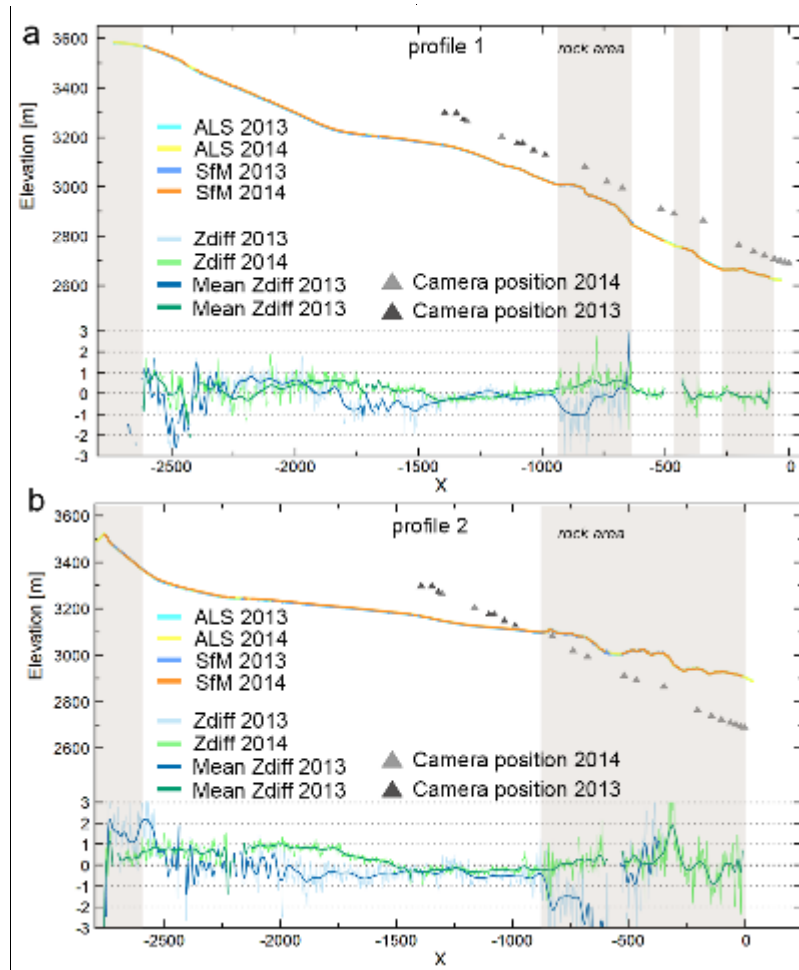 a
profile 1
rock area
Elevation [m]
3600
3400
3200
3000
2800
2600
ALS 2013
ALS 2014
SfM 2013
SfM 2014
Zdiff 2013
Zdiff 2014
Mean Zdiff 2013
Mean Zdiff 2013
Camera position 2014
Camera position 2013
3
2
1
0
-1
-2
-3
-2500 -2000 -1500 -1000 -500 0
X
b
profile 2
rock area
Elevation [m]
3600
3400
3200
3000
2800
2600
ALS 2013
ALS 2014
SfM 2013
SfM 2014
Zdiff 2013
Zdiff 2014
Mean Zdiff 2013
Mean Zdiff 2013
Camera position 2014
Camera position 2013
3
2
1
0
-1
-2
-3
-2500 -2000 -1500 -1000 -500 0
X